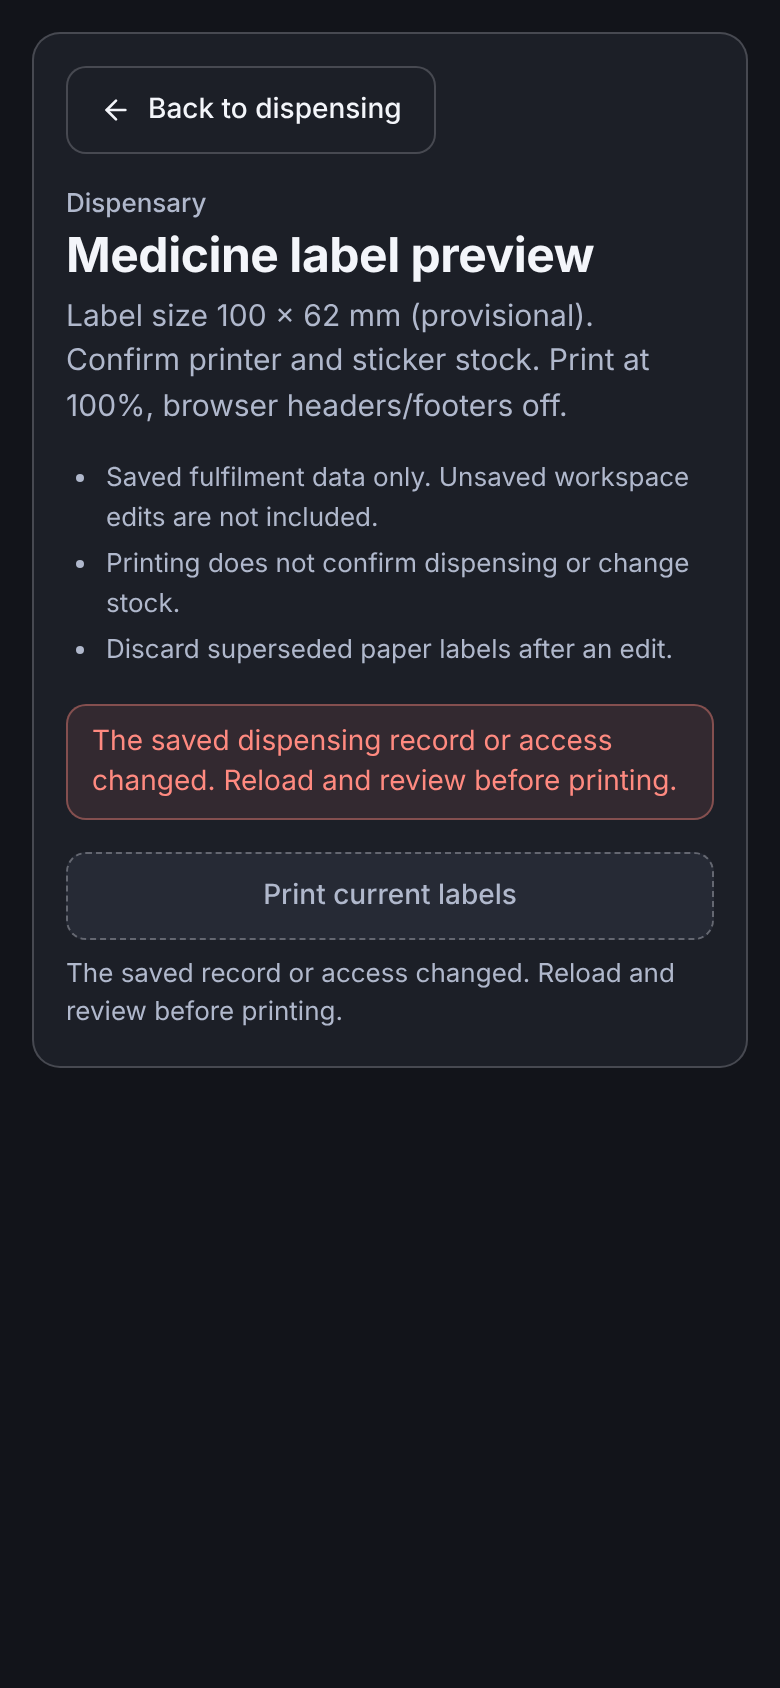 Back to dispensing
Dispensary
Medicine label preview
Label size 100 × 62 mm (provisional).
Confirm printer and sticker stock. Print at
100%, browser headers/footers off.
• Saved fulfilment data only. Unsaved workspace
edits are not included.
• Printing does not confirm dispensing or change
stock.
• Discard superseded paper labels after an edit.
The saved dispensing record or access
changed. Reload and review before printing.
Print current labels
The saved record or access changed. Reload and
review before printing.